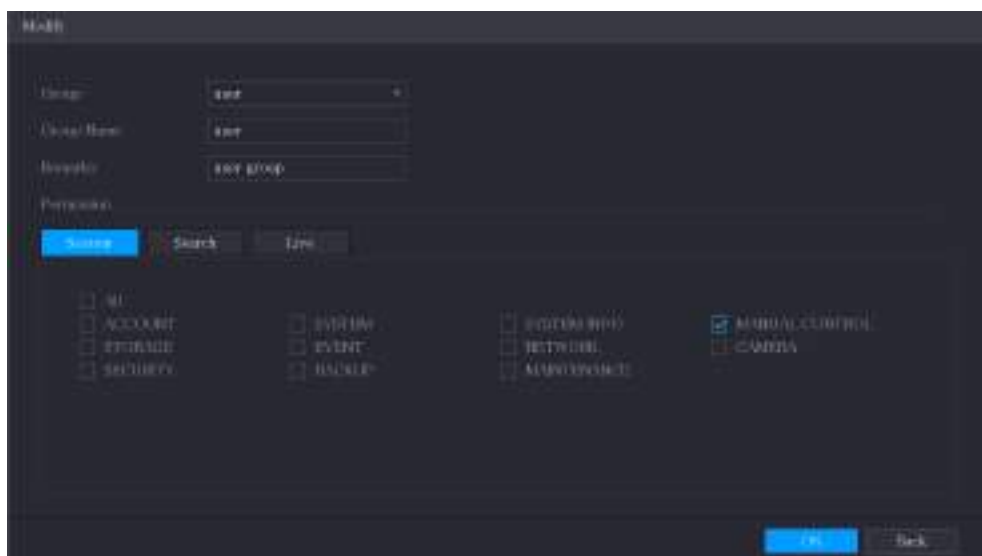 Modify
Group user
Group Name user
Remarks user group
Permission
System Search Live
All
ACCOUNT SYSTEM SYSTEM INFO MANUAL CONTROL
STORAGE EVENT NETWORK CAMERA
SECURITY BACKUP MAINTENANCE
OK Back